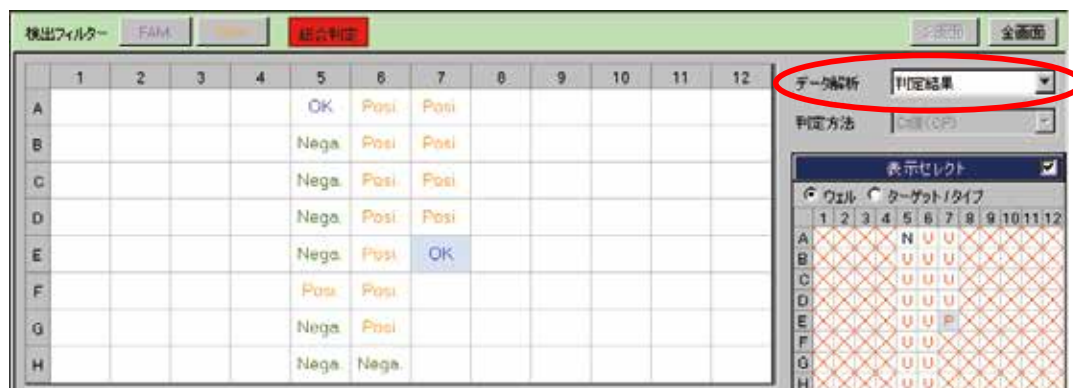 検出フィルター FAM 総合判定 全画面
1 2 3 4 5 6 7 8 9 10 11 12
A OK Posi. Posi.
B Nega. Posi. Posi.
C Nega. Posi. Posi.
D Nega. Posi. Posi.
E Nega. Posi. OK
F Posi. Posi.
G Nega. Posi.
H Nega. Nega.
データ解析 判定結果
判定方法 Ct値(CP)
表示セレクト
ウェル ターゲット/タイプ
1 2 3 4 5 6 7 8 9 10 11 12
A N U U
B U U U
C U U U
D U U U
E U U P
F U U
G U U
H U U